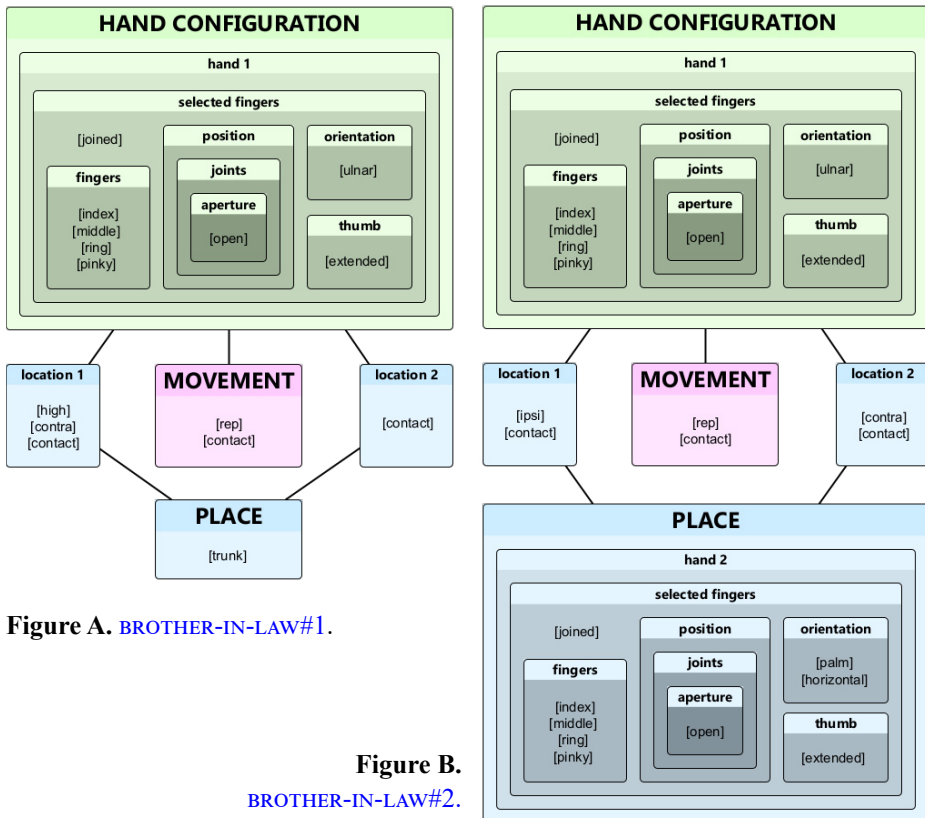 HAND CONFIGURATION
hand 1
selected fingers
[joined]
fingers
[index]
[middle]
[ring]
[pinky]
position
joints
aperture
[open]
orientation
[ulnar]
thumb
[extended]
location 1
[high]
[contra]
[contact]
MOVEMENT
[rep]
[contact]
location 2
[contact]
PLACE
[trunk]
Figure A. BROTHER-IN-LAW#1.
HAND CONFIGURATION
hand 1
selected fingers
[joined]
fingers
[index]
[middle]
[ring]
[pinky]
position
joints
aperture
[open]
orientation
[ulnar]
thumb
[extended]
location 1
[ipsi]
[contact]
MOVEMENT
[rep]
[contact]
location 2
[contra]
[contact]
PLACE
hand 2
selected fingers
[joined]
fingers
[index]
[middle]
[ring]
[pinky]
position
joints
aperture
[open]
orientation
[palm]
[horizontal]
thumb
[extended]
Figure B.
BROTHER-IN-LAW#2.